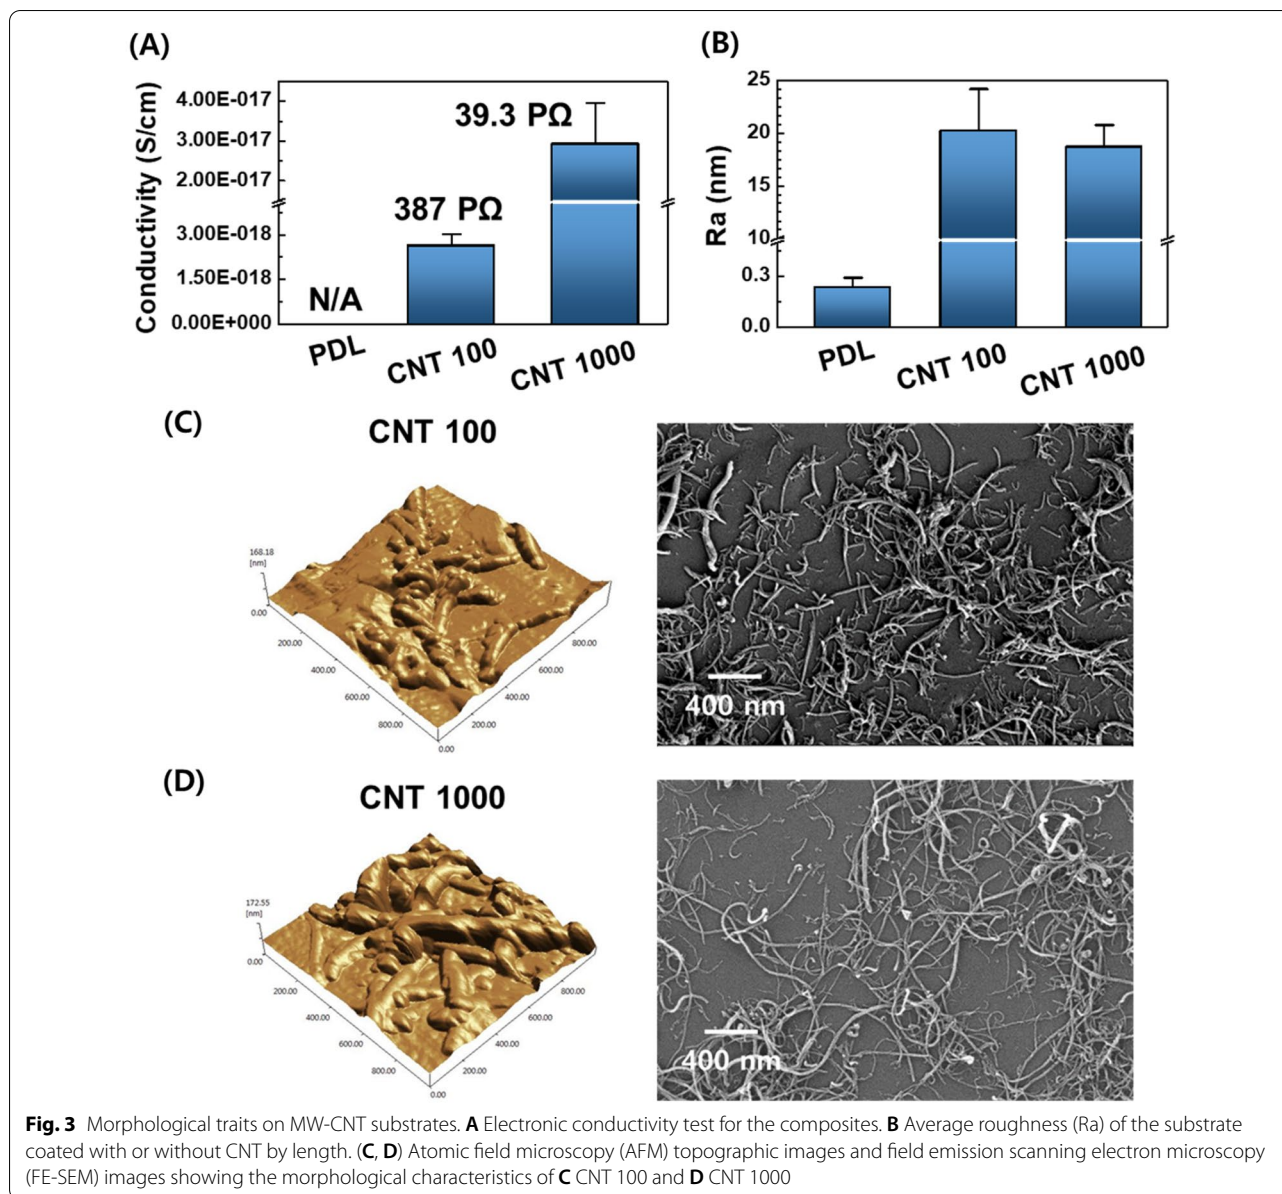 (A)
Conductivity (S/cm)
4.00E-017
3.00E-017
2.00E-017
3.00E-018
1.50E-018
0.00E+000
N/A
387 PΩ
39.3 PΩ
PDL
CNT 100
CNT 1000
(B)
Ra (nm)
25
20
15
10
0.3
0.0
PDL
CNT 100
CNT 1000
(C)
CNT 100
168.18
[nm]
0.00
200.00
400.00
600.00
800.00
0.00
200.00
400.00
600.00
800.00
400 nm
(D)
CNT 1000
172.55
[nm]
0.00
200.00
400.00
600.00
800.00
0.00
200.00
400.00
600.00
800.00
400 nm
Fig. 3 Morphological traits on MW-CNT substrates. A Electronic conductivity test for the composites. B Average roughness (Ra) of the substrate
coated with or without CNT by length. (C, D) Atomic field microscopy (AFM) topographic images and field emission scanning electron microscopy
(FE-SEM) images showing the morphological characteristics of C CNT 100 and D CNT 1000